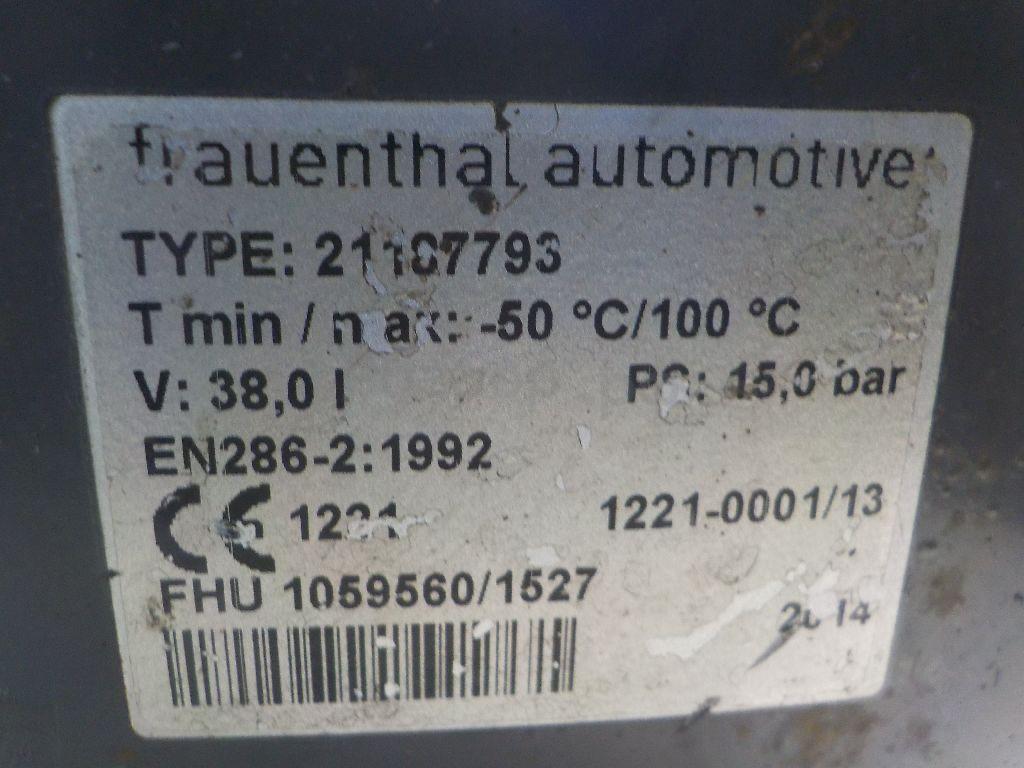 frauenthal automotive
TYPE: 21107793
T min / max: -50 °C/100 °C
V: 38,0 l PS: 15,0 bar
EN286-2:1992
CE 1221 1221-0001/13
FHU 1059560/1527
2014